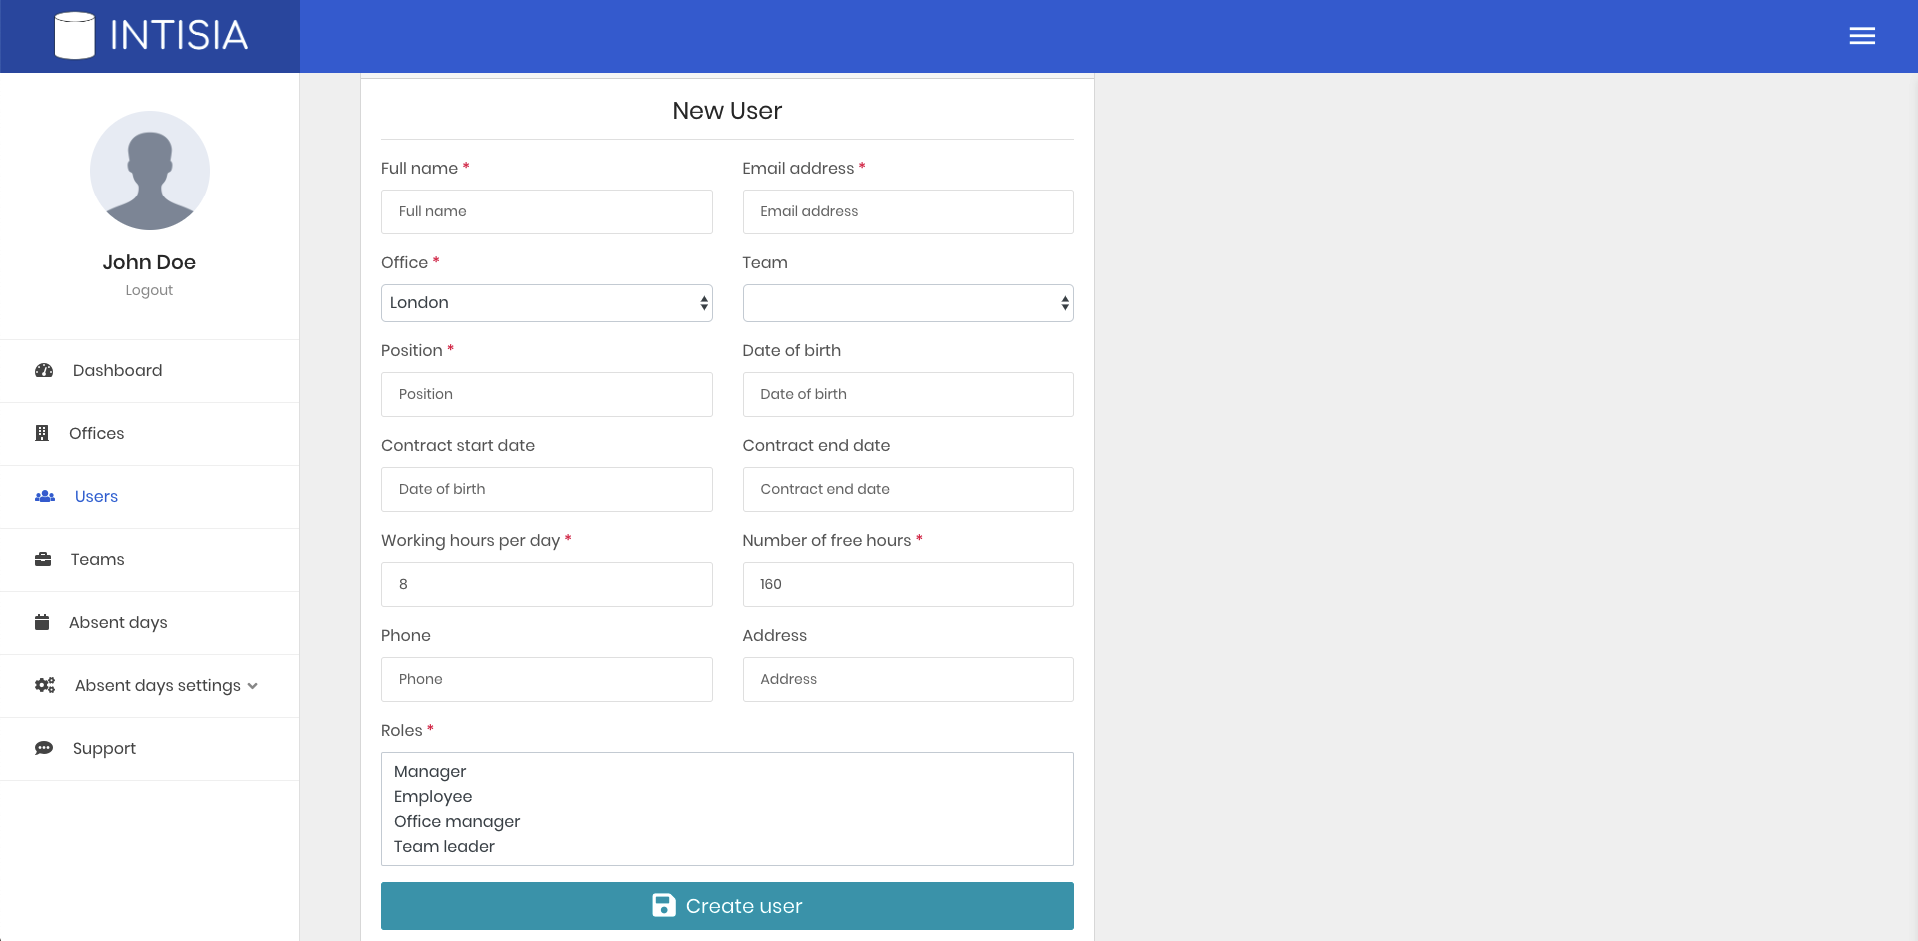 INTISIA
John Doe
Logout
Dashboard
Offices
Users
Teams
Absent days
Absent days settings
Support
New User
Full name *
Email address *
Full name
Email address
Office *
Team
London
Position *
Date of birth
Position
Date of birth
Contract start date
Contract end date
Date of birth
Contract end date
Working hours per day *
Number of free hours *
8
160
Phone
Address
Phone
Address
Roles *
Manager
Employee
Office manager
Team leader
Create user